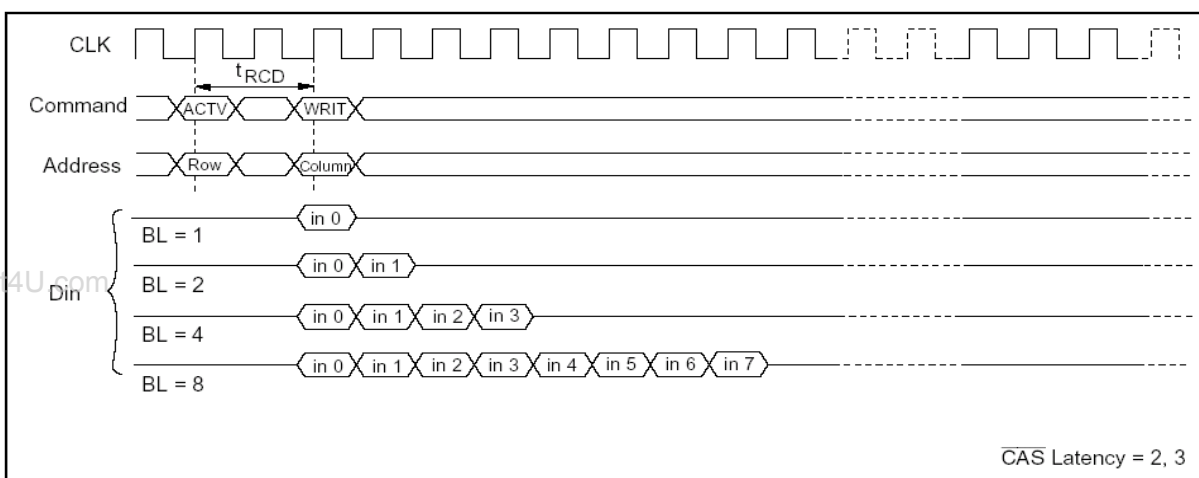 CLK
tRCD
Command ACTV WRIT
Address Row Column
in 0
BL = 1
in 0 in 1
t4U.com
Din
BL = 2
in 0 in 1 in 2 in 3
BL = 4
in 0 in 1 in 2 in 3 in 4 in 5 in 6 in 7
BL = 8
CAS Latency = 2, 3